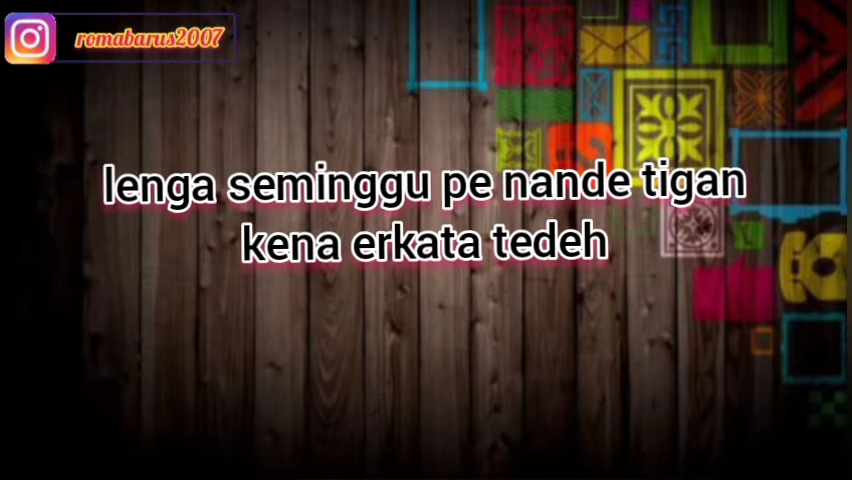 romabarus2007
lenga seminggu pe nande tigan
kena erkata tedeh